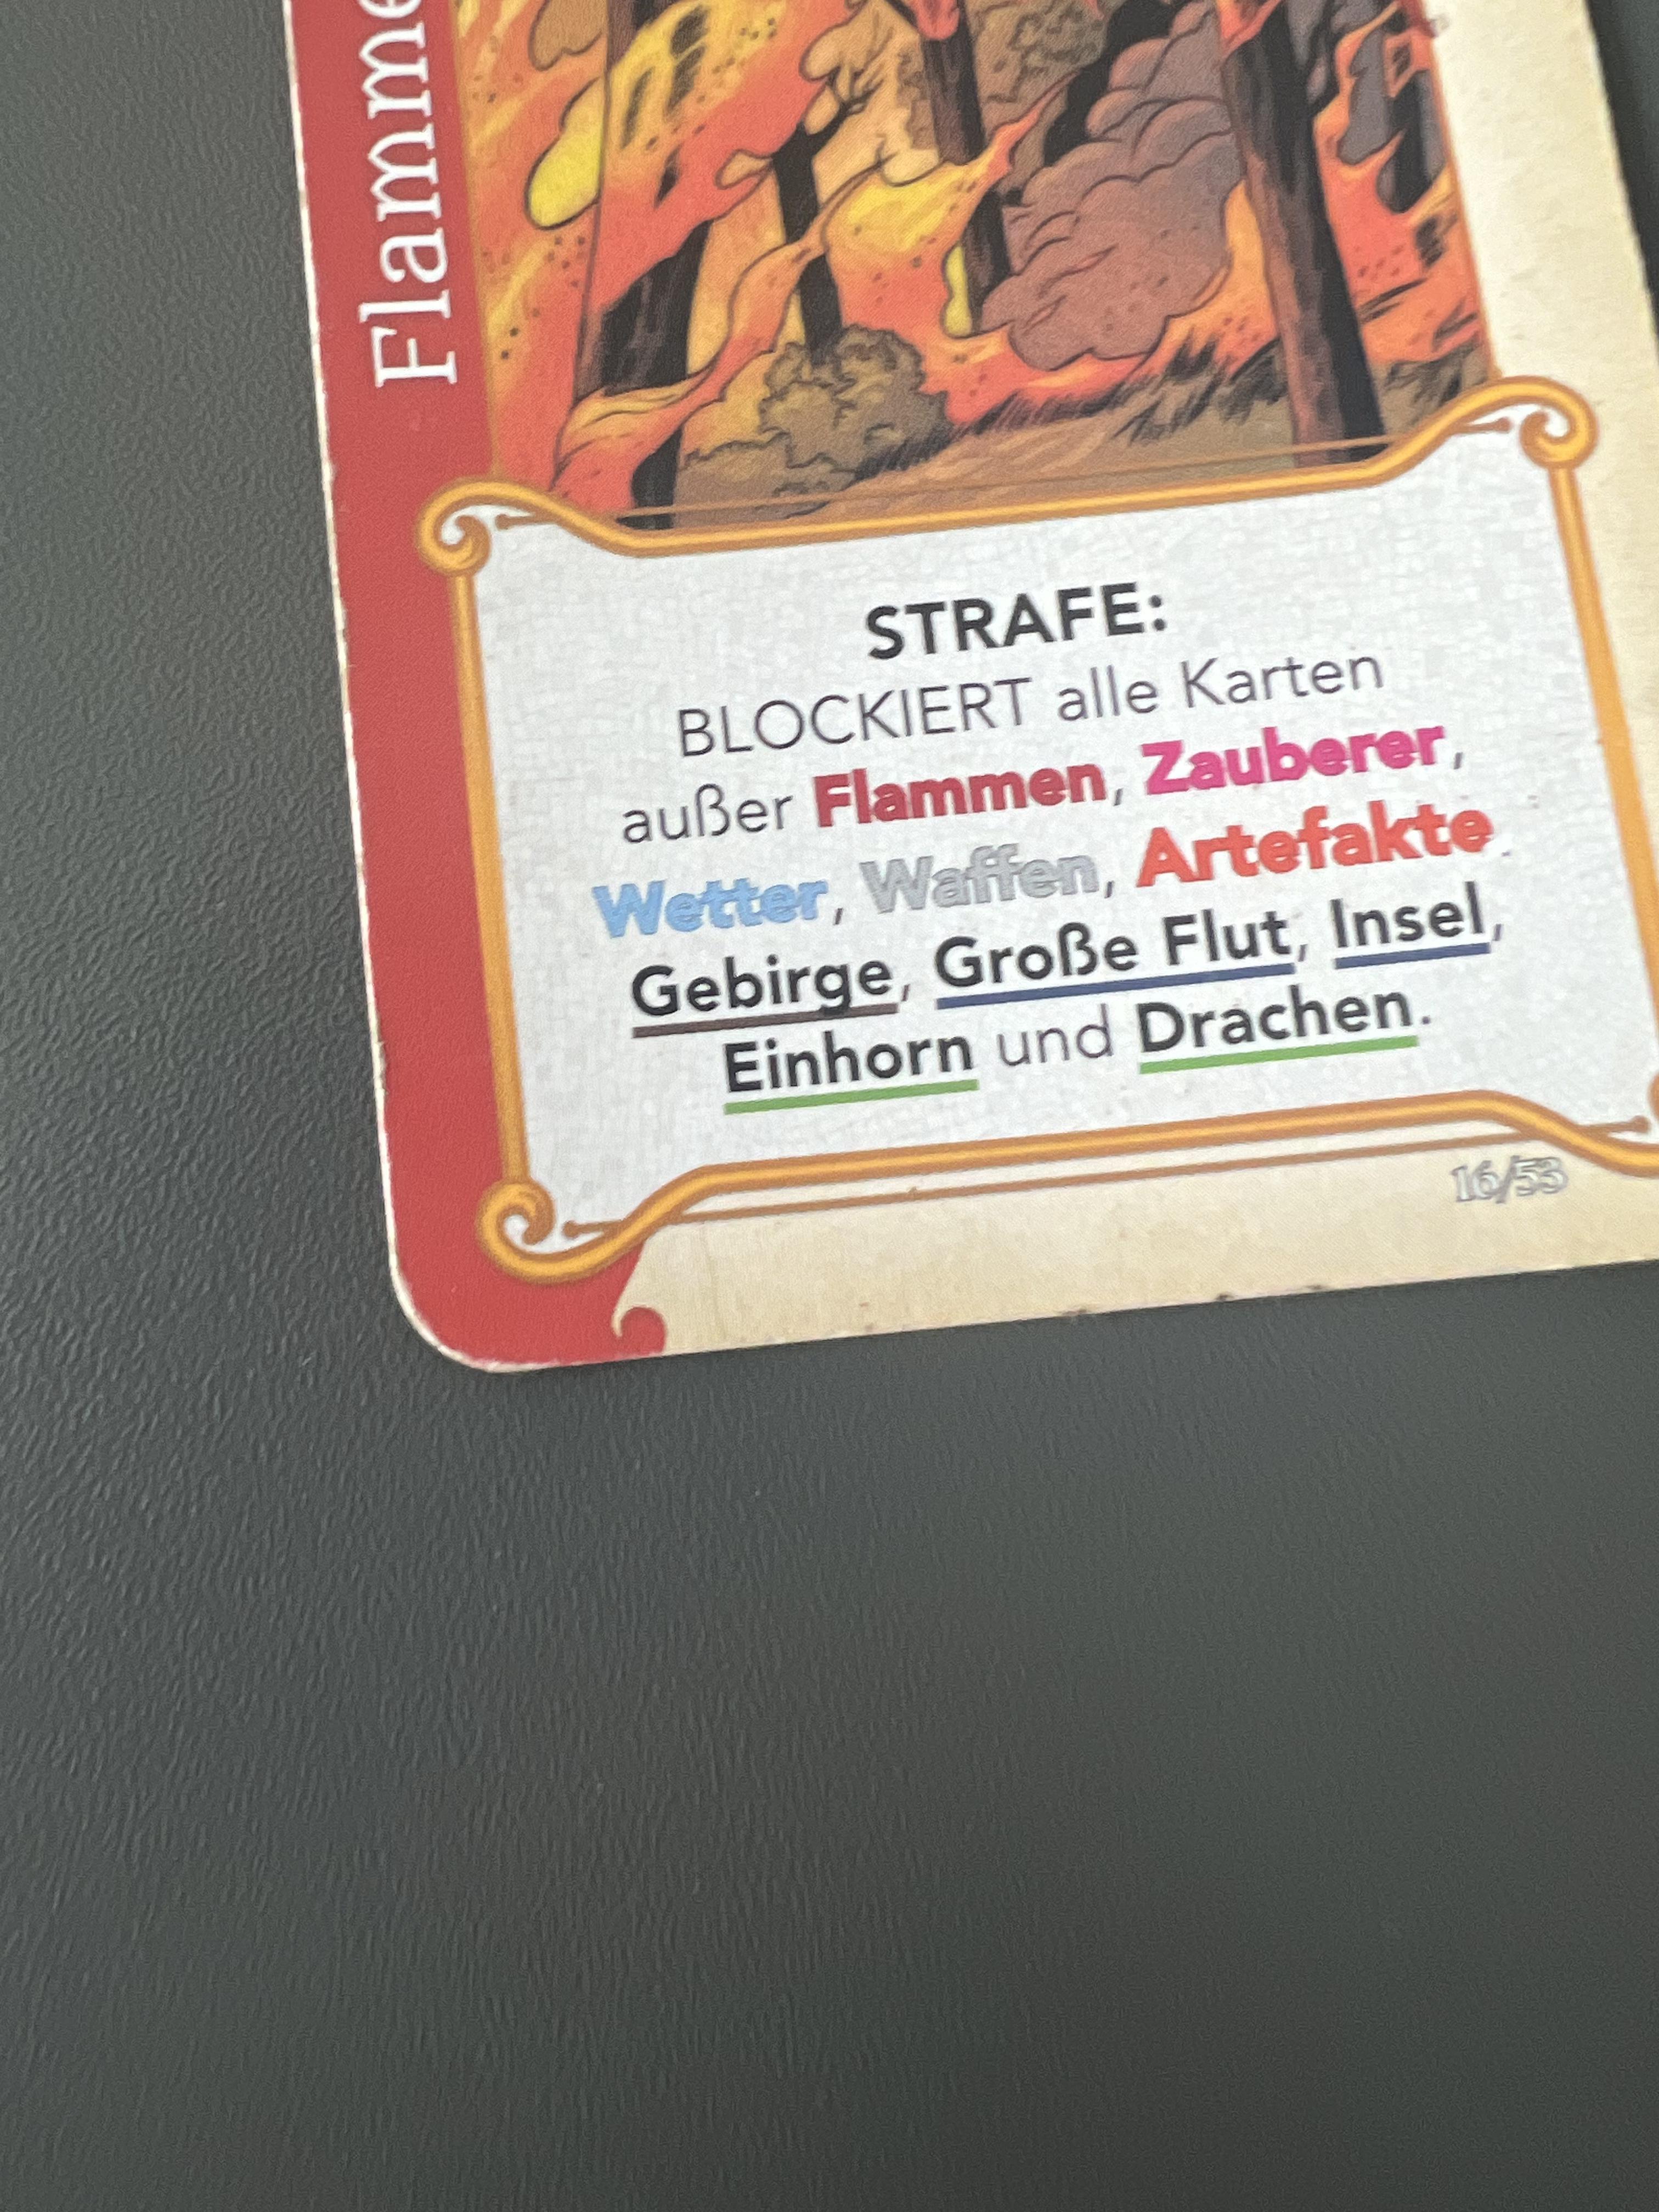 Flamme
STRAFE:
BLOCKIERT alle Karten
außer Flammen, Zauberer,
Wetter, Waffen, Artefakte,
Gebirge, Große Flut, Insel,
Einhorn und Drachen.
16/53